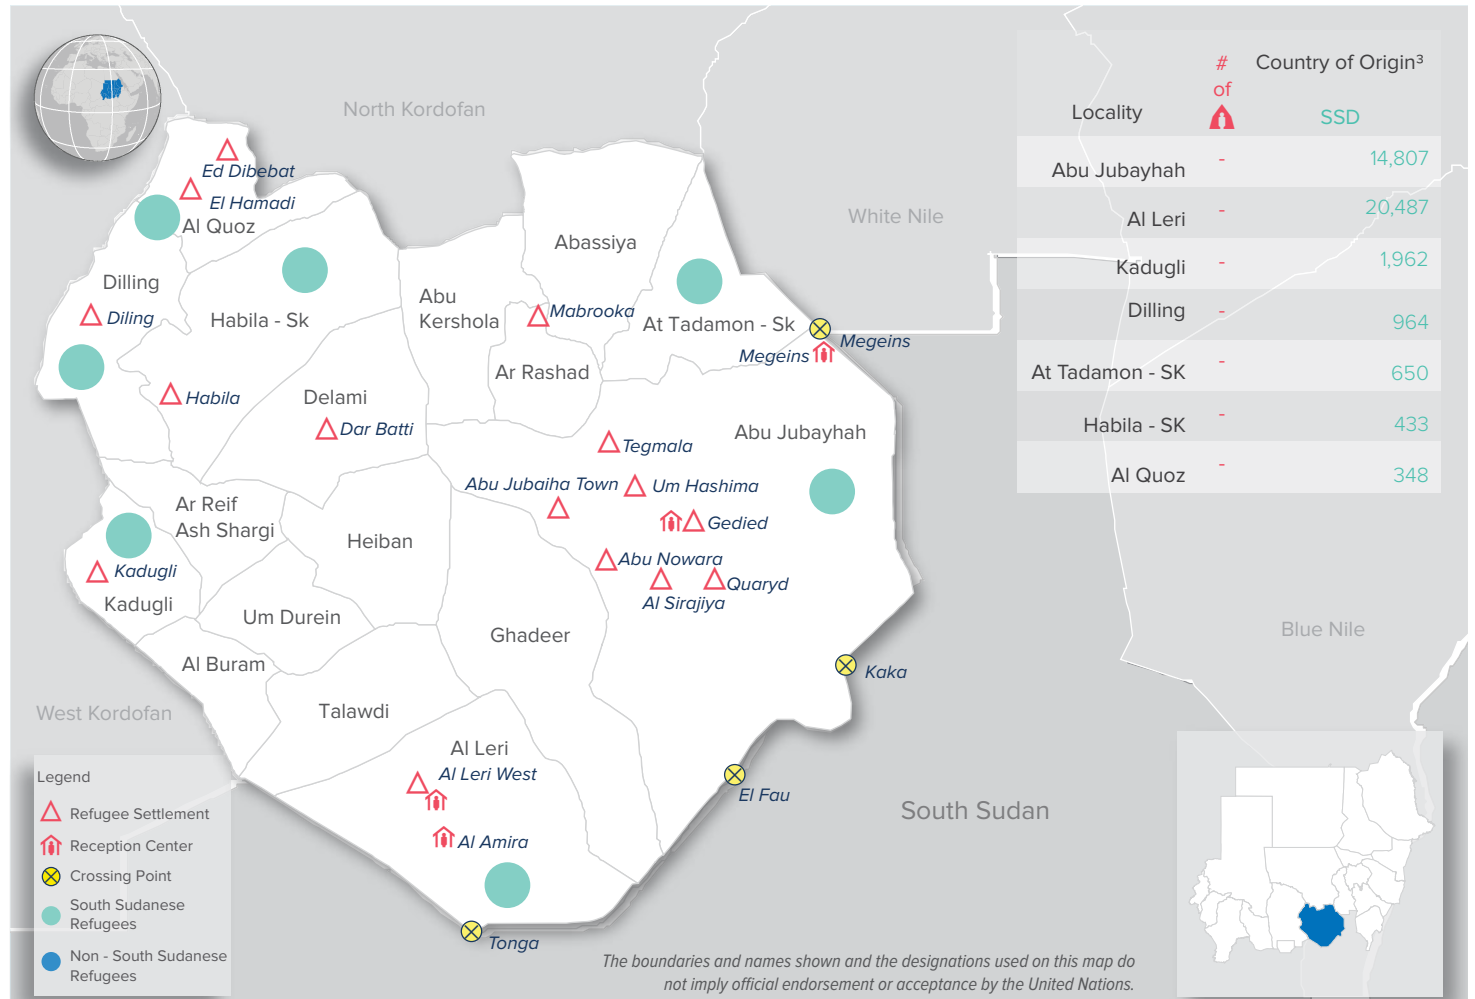 North Kordofan
White Nile
Blue Nile
West Kordofan
South Sudan
Ed Dibebat
El Hamadi
Al Quoz
Dilling
Diling
Habila - Sk
Habila
Abu
Kershola
Abassiya
Mabrooka
At Tadamon - Sk
Megeins
Megeins
Ar Rashad
Delami
Dar Batti
Abu Jubayhah
Tegmala
Abu Jubaiha Town
Um Hashima
Gedied
Abu Nowara
Quaryd
Al Sirajiya
Ar Reif
Ash Shargi
Heiban
Kadugli
Kadugli
Um Durein
Ghadeer
Al Buram
Kaka
Talawdi
Al Leri
Al Leri West
El Fau
Al Amira
Tonga
# of
Country of Origin³
Locality
SSD
Abu Jubayhah - 14,807
Al Leri - 20,487
Kadugli - 1,962
Dilling - 964
At Tadamon - SK - 650
Habila - SK - 433
Al Quoz - 348
Legend
Refugee Settlement
Reception Center
Crossing Point
South Sudanese
Refugees
Non - South Sudanese
Refugees
The boundaries and names shown and the designations used on this map do
not imply official endorsement or acceptance by the United Nations.